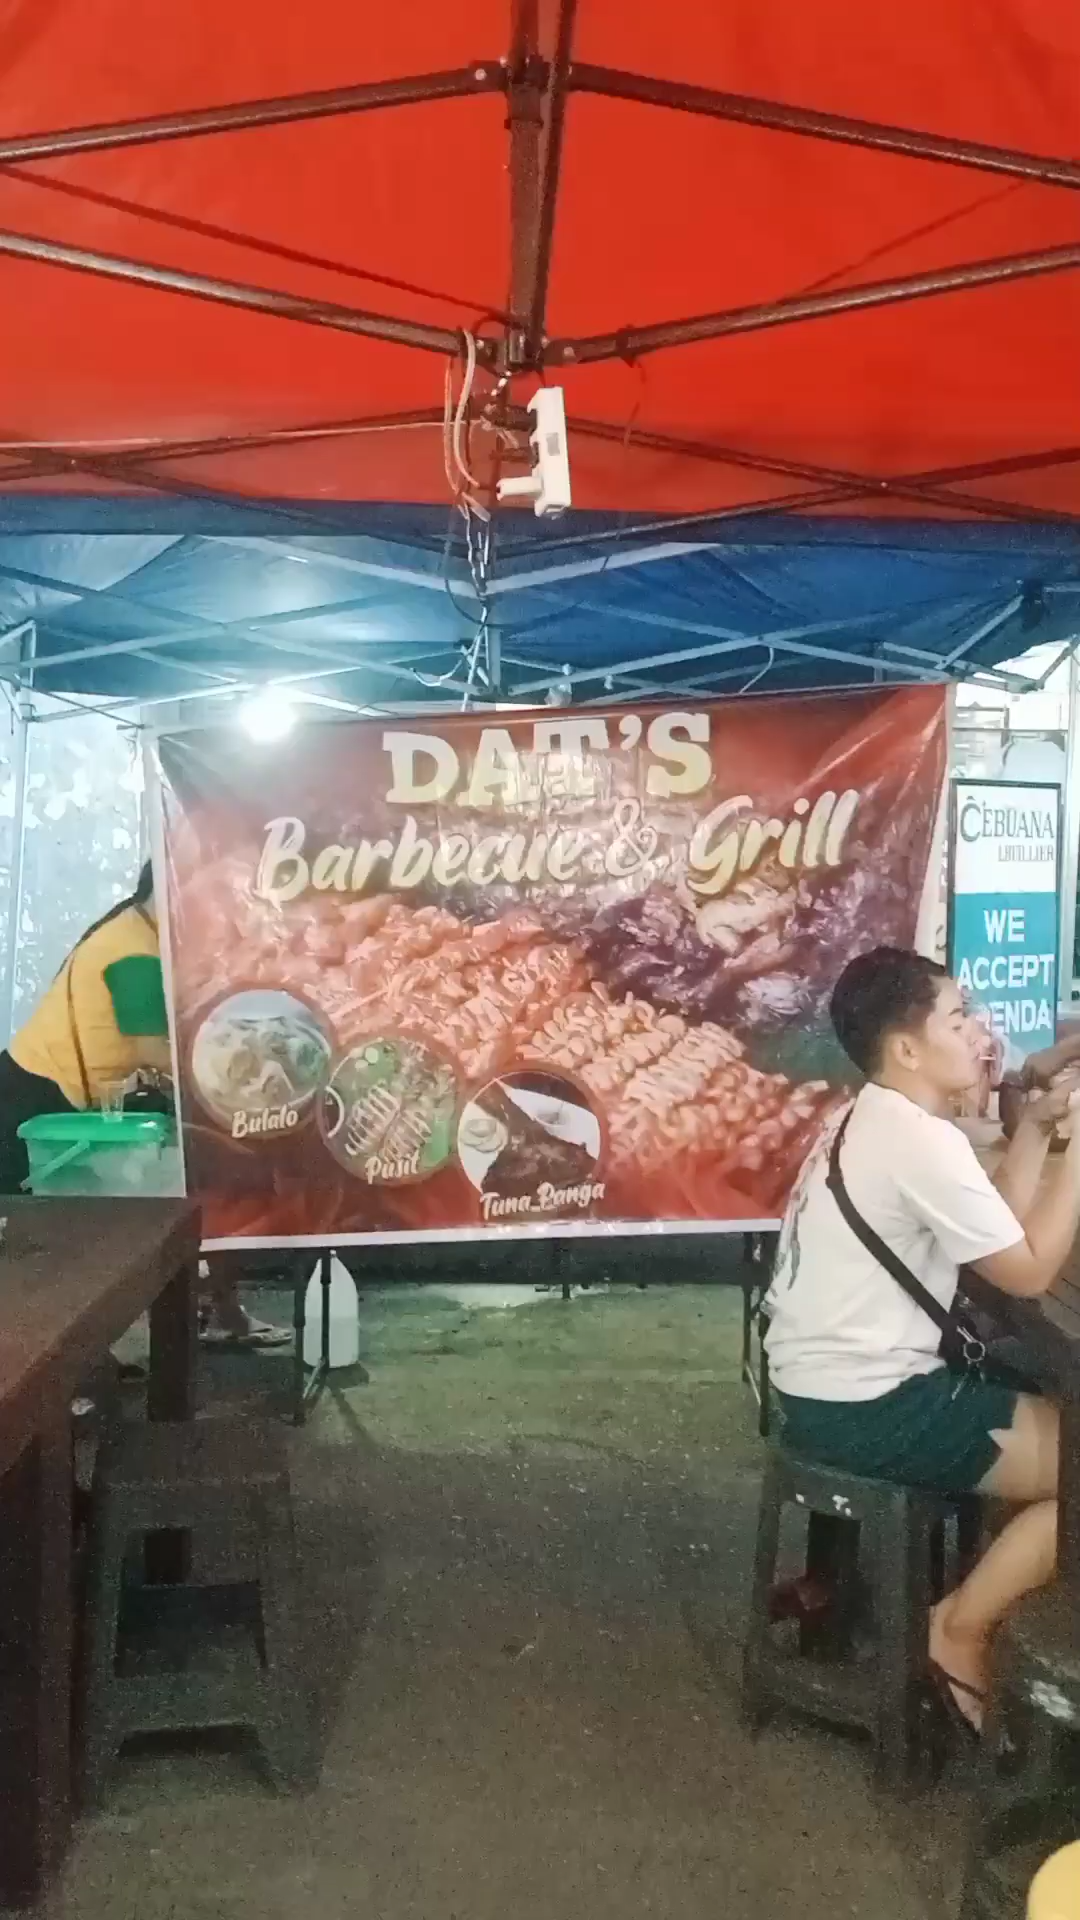 DAT'S
Barbecue & Grill
Bulalo
Pusit
Tuna Panga
CEBUANA
LHUILLIER
WE
ACCEPT